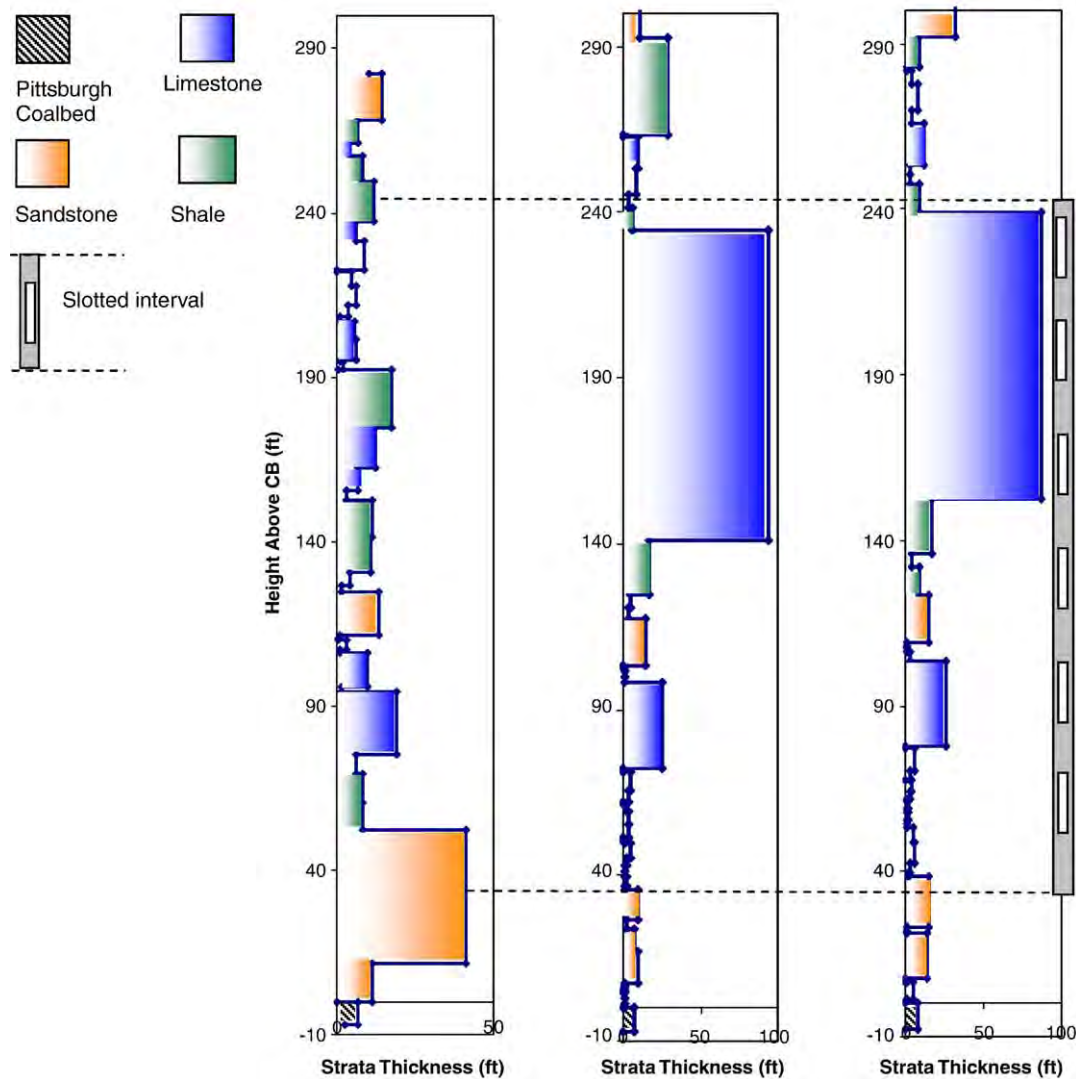 Pittsburgh
Coalbed
Limestone
Sandstone
Shale
Slotted interval
Height Above CB (ft)
290
240
190
140
90
40
-10
0
50
Strata Thickness (ft)
290
240
190
140
90
40
-10
0
50
100
Strata Thickness (ft)
290
240
190
140
90
40
-10
0
50
100
Strata Thickness (ft)